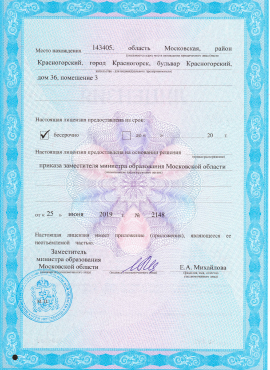 Место нахождения 143405, область Московская, район
Красногорский, город Красногорск, бульвар Красногорский,
дом 36, помещение 3
Настоящая лицензия предоставлена на срок:
бессрочно до « » 20 г
Настоящая лицензия предоставлена на основании решения
приказа заместителя министра образования Московской области
от « 25 » июня 2019 г. № 2148
Настоящая лицензия имеет приложение (приложения), являющееся ее
неотъемлемой частью.
Заместитель
министра образования
Московской области
Е.А. Михайлова